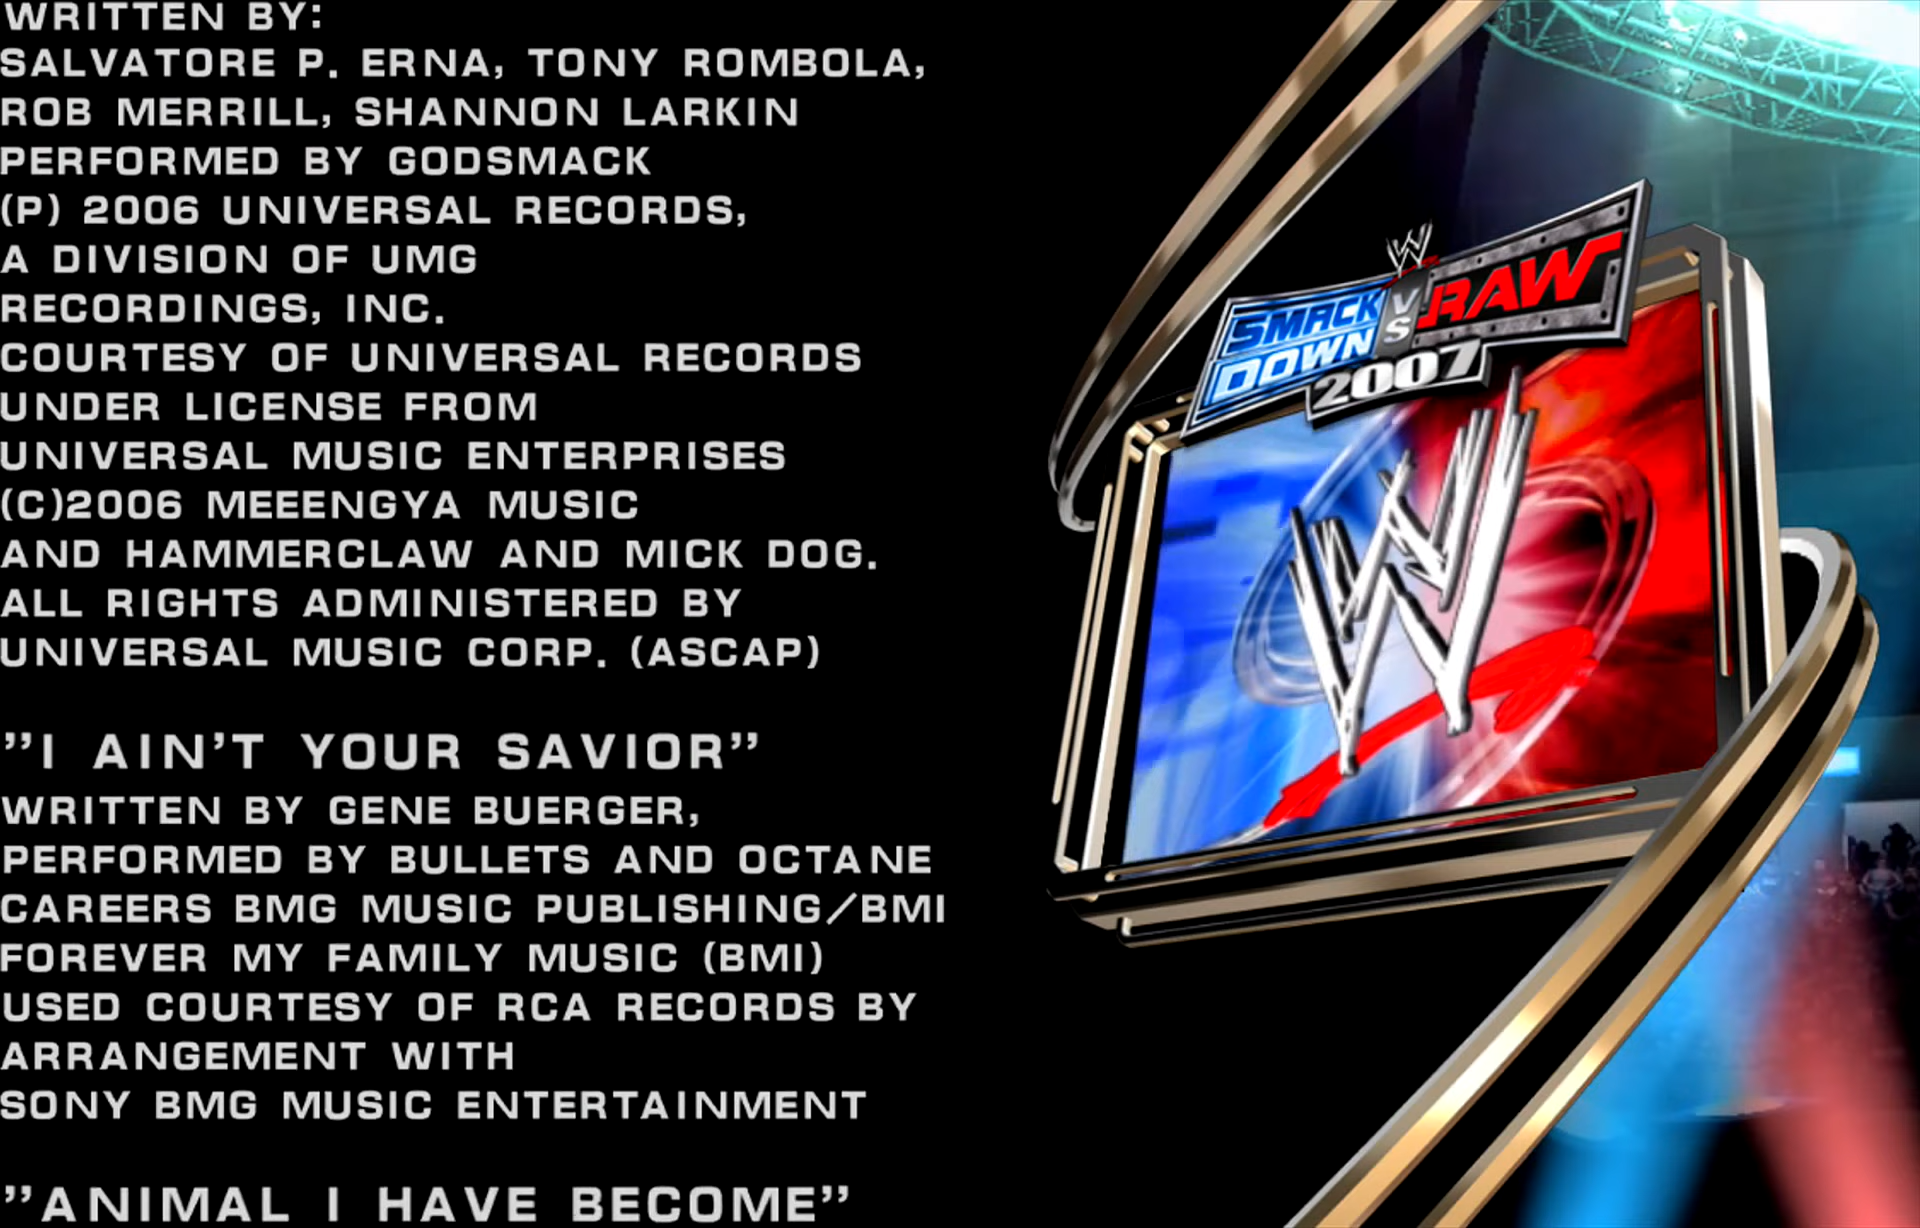 WRITTEN BY:
SALVATORE P. ERNA, TONY ROMBOLA,
ROB MERRILL, SHANNON LARKIN
PERFORMED BY GODSMACK
(P) 2006 UNIVERSAL RECORDS,
A DIVISION OF UMG
RECORDINGS, INC.
COURTESY OF UNIVERSAL RECORDS
UNDER LICENSE FROM
UNIVERSAL MUSIC ENTERPRISES
(C)2006 MEEENGYA MUSIC
AND HAMMERCLAW AND MICK DOG.
ALL RIGHTS ADMINISTERED BY
UNIVERSAL MUSIC CORP. (ASCAP)
"I AIN'T YOUR SAVIOR"
WRITTEN BY GENE BUERGER,
PERFORMED BY BULLETS AND OCTANE
CAREERS BMG MUSIC PUBLISHING/BMI
FOREVER MY FAMILY MUSIC (BMI)
USED COURTESY OF RCA RECORDS BY
ARRANGEMENT WITH
SONY BMG MUSIC ENTERTAINMENT
"ANIMAL I HAVE BECOME"
W
SMACK
DOWN
VS
RAW
2007
W